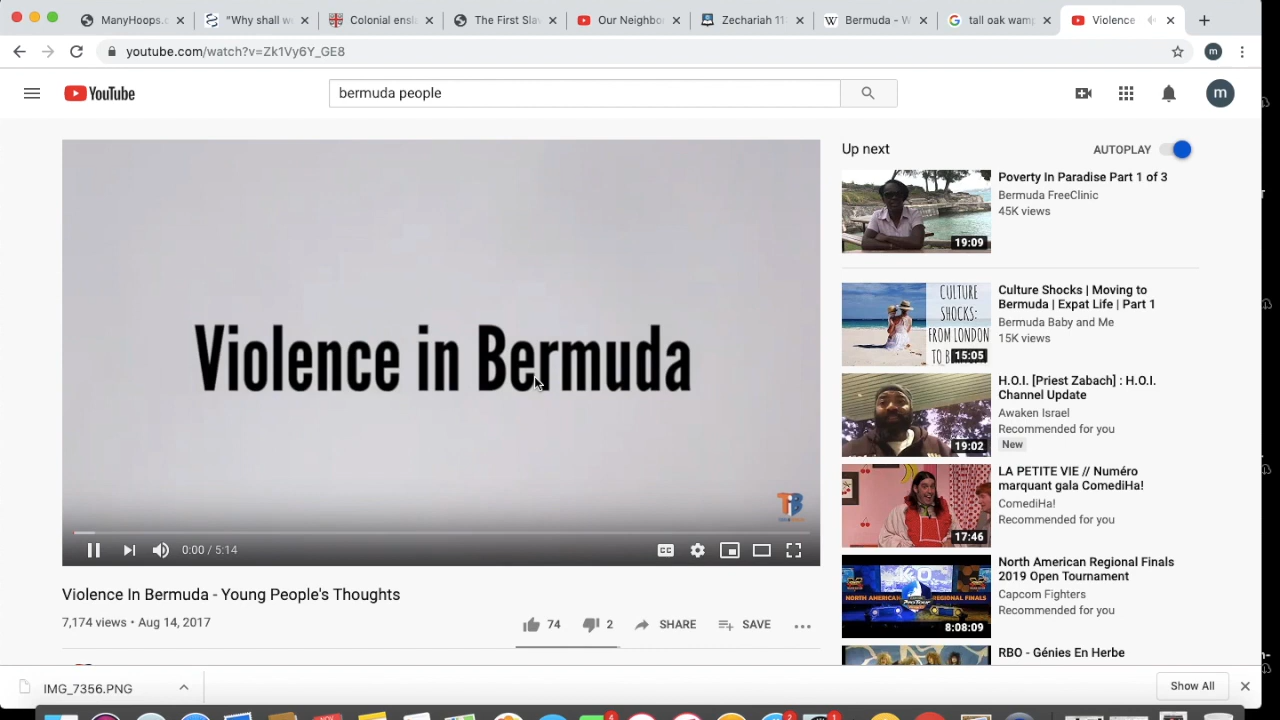 ManyHoops.c
"Why shall w
Colonial ensla
The First Slav
Our Neighbo
Zechariah 11
Bermuda - W
tall oak wamp
Violence
youtube.com/watch?v=Zk1Vy6Y_GE8
m
YouTube
bermuda people
m
Violence in Bermuda
TiB
0:00 / 5:14
CC
Violence In Bermuda - Young People's Thoughts
7,174 views • Aug 14, 2017
74
2
SHARE
SAVE
Up next
AUTOPLAY
Poverty In Paradise Part 1 of 3
Bermuda FreeClinic
45K views
19:09
CULTURE
SHOCKS:
FROM LONDON
15:05
Culture Shocks | Moving to
Bermuda | Expat Life | Part 1
Bermuda Baby and Me
15K views
19:02
H.O.I. [Priest Zabach] : H.O.I.
Channel Update
Awaken Israel
Recommended for you
New
17:46
LA PETITE VIE // Numéro
marquant gala ComediHa!
ComediHa!
Recommended for you
NORTH AMERICAN
REGIONAL FINALS
8:08:09
North American Regional Finals
2019 Open Tournament
Capcom Fighters
Recommended for you
RBO - Génies En Herbe
IMG_7356.PNG
Show All
NOV
4
2
1